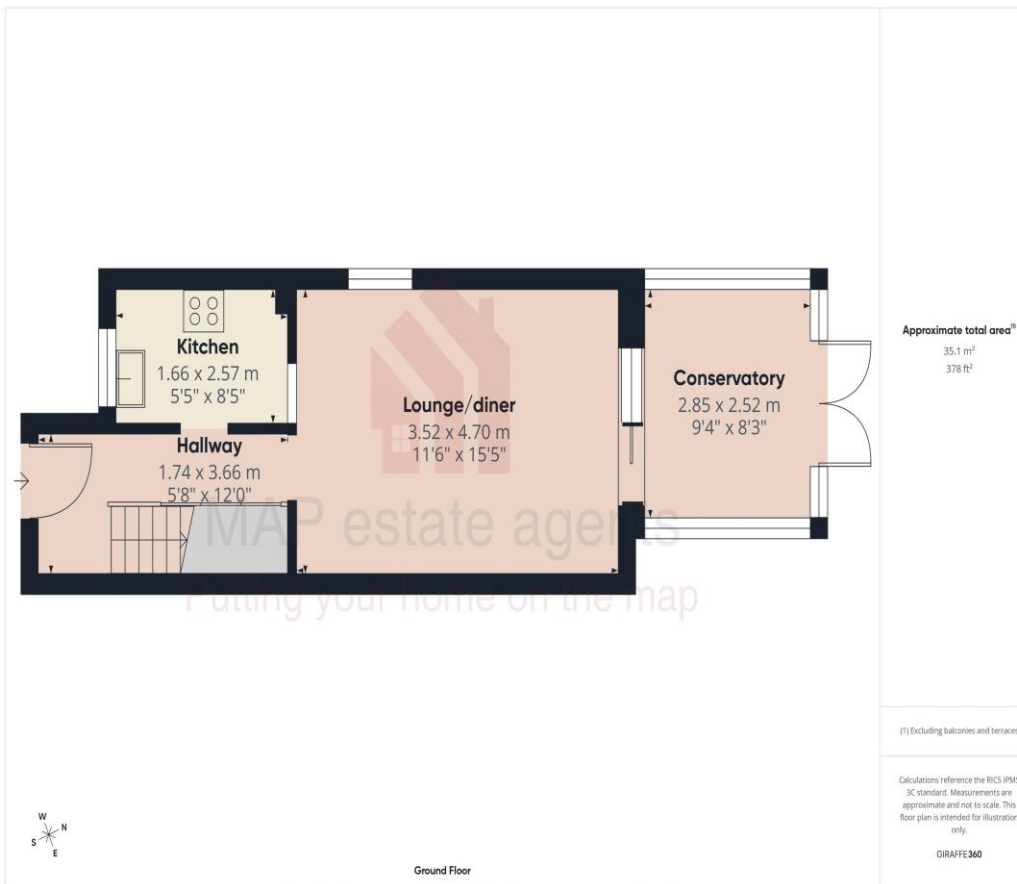 Kitchen
1.66 x 2.57 m
5'5" x 8'5"
Hallway
1.74 x 3.66 m
5'8" x 12'0"
Lounge/diner
3.52 x 4.70 m
11'6" x 15'5"
Conservatory
2.85 x 2.52 m
9'4" x 8'3"
MAP estate agents
Putting your home on the map
Approximate total area(1)
35.1 m²
378 ft²
(1) Excluding balconies and terraces
Calculations reference the RICS IPMS
3C standard. Measurements are
approximate and not to scale. This
floor plan is intended for illustration
only.
GIRAFFE360
W
N
S
E
Ground Floor